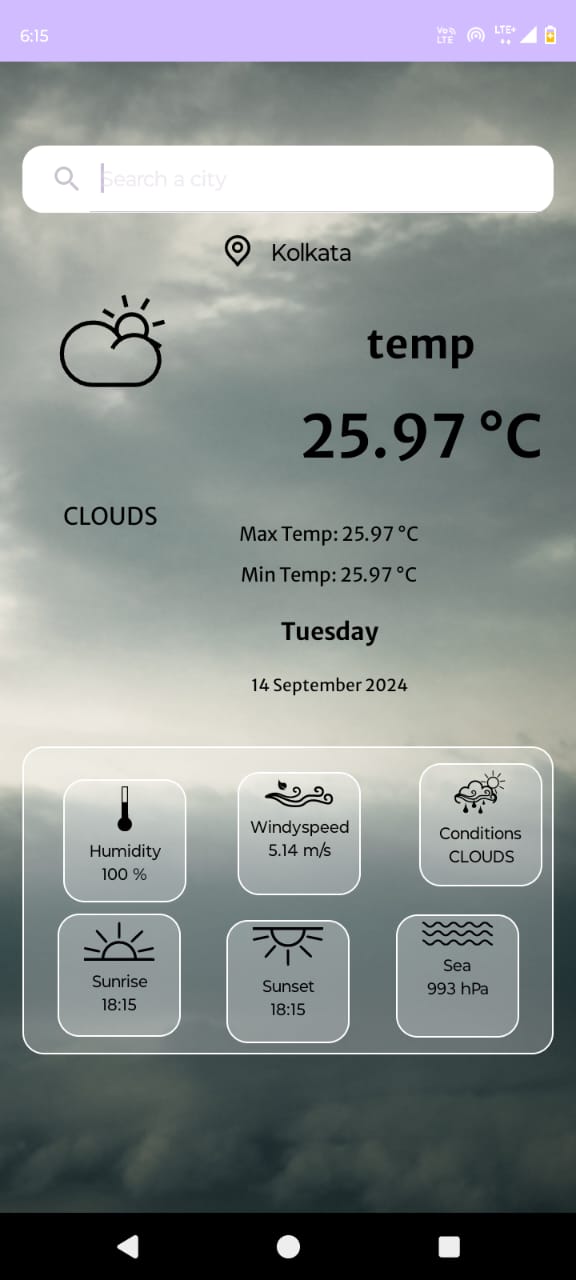 6:15
Vo
LTE
LTE+
Search a city
Kolkata
temp
25.97 °C
CLOUDS
Max Temp: 25.97 °C
Min Temp: 25.97 °C
Tuesday
14 September 2024
Humidity
100 %
Windyspeed
5.14 m/s
Conditions
CLOUDS
Sunrise
18:15
Sunset
18:15
Sea
993 hPa